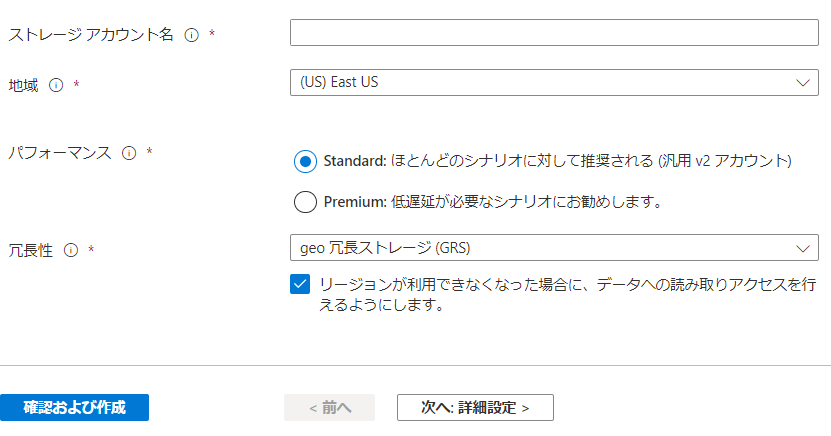 ストレージ アカウント名 *
地域 *
(US) East US
パフォーマンス *
Standard: ほとんどのシナリオに対して推奨される (汎用 v2 アカウント)
Premium: 低遅延が必要なシナリオにお勧めします。
冗長性 *
geo 冗長ストレージ (GRS)
リージョンが利用できなくなった場合に、データへの読み取りアクセスを行
えるようにします。
確認および作成
< 前へ
次へ: 詳細設定 >